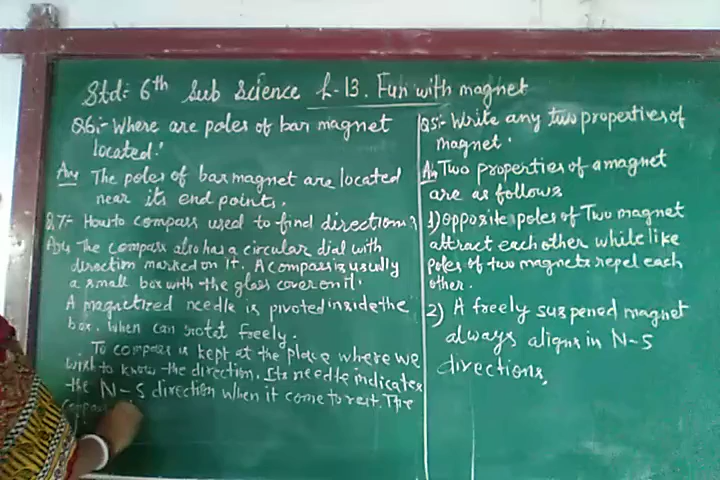 Std: 6th Sub Science L-13. Fun with magnet
Q6:- Where are poles of bar magnet
located?
Ans The poles of bar magnet are located
near its end points.
Q7:- How to compass used to find directions?
Ans The compass also has a circular dial with
direction marked on it. A compass is usually
a small box with the glass cover on it.
A magnetized needle is pivoted inside the
box. When can rotet freely.
To compass is kept at the place where we
wish to know the direction. Its needle indicates
the N-S direction when it come to rest. The
Q5:- Write any two properties of
magnet.
Ans Two properties of a magnet
are as follows
1) Opposite poles of Two magnet
attract each other while like
poles of two magnets repel each
other.
2) A freely suspened magnet
always aligns in N-S
directions,